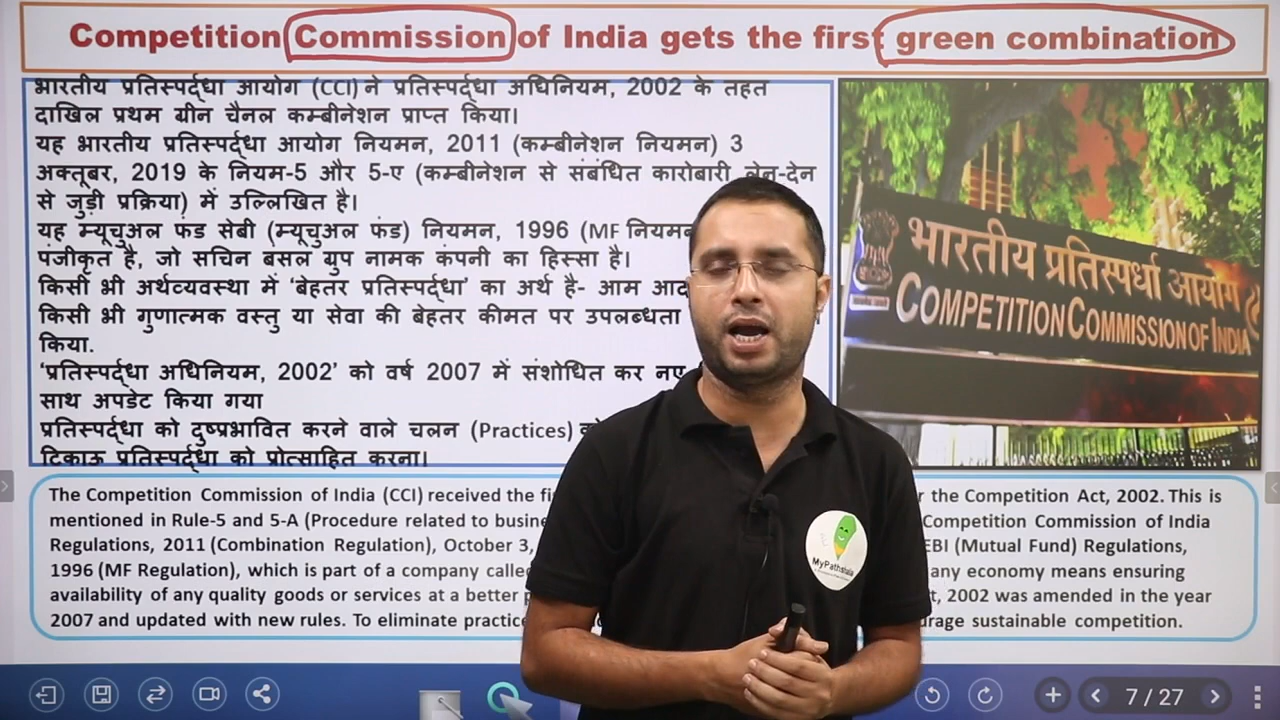 Competition Commission of India gets the first green combination
भारतीय प्रतिस्पर्द्धा आयोग (CCI) ने प्रतिस्पर्द्धा अधिनियम, 2002 के तहत
दाखिल प्रथम ग्रीन चैनल कम्बीनेशन प्राप्त किया।
यह भारतीय प्रतिस्पर्द्धा आयोग नियमन, 2011 (कम्बीनेशन नियमन) 3
अक्तूबर, 2019 के नियम-5 और 5-ए (कम्बीनेशन से संबंधित कारोबारी लेन-देन
से जुड़ी प्रक्रिया) में उल्लिखित है।
यह म्यूचुअल फंड सेबी (म्यूचुअल फंड) नियमन, 1996 (MF नियमन
पंजीकृत है, जो सचिन बंसल ग्रुप नामक कंपनी का हिस्सा है।
किसी भी अर्थव्यवस्था में 'बेहतर प्रतिस्पर्द्धा' का अर्थ है- आम आद
किसी भी गुणात्मक वस्तु या सेवा की बेहतर कीमत पर उपलब्धता
किया.
'प्रतिस्पर्द्धा अधिनियम, 2002' को वर्ष 2007 में संशोधित कर नए
साथ अपडेट किया गया
प्रतिस्पर्द्धा को दुष्प्रभावित करने वाले चलन (Practices) को
टिकाऊ प्रतिस्पर्द्धा को प्रोत्साहित करना।
भारतीय प्रतिस्पर्धा आयोग
COMPETITION COMMISSION OF INDIA
The Competition Commission of India (CCI) received the fi r the Competition Act, 2002. This is
mentioned in Rule-5 and 5-A (Procedure related to busine Competition Commission of India
Regulations, 2011 (Combination Regulation), October 3, EBI (Mutual Fund) Regulations,
1996 (MF Regulation), which is part of a company calle any economy means ensuring
availability of any quality goods or services at a better p t, 2002 was amended in the year
2007 and updated with new rules. To eliminate practice rage sustainable competition.
MyPathshala
7 / 27